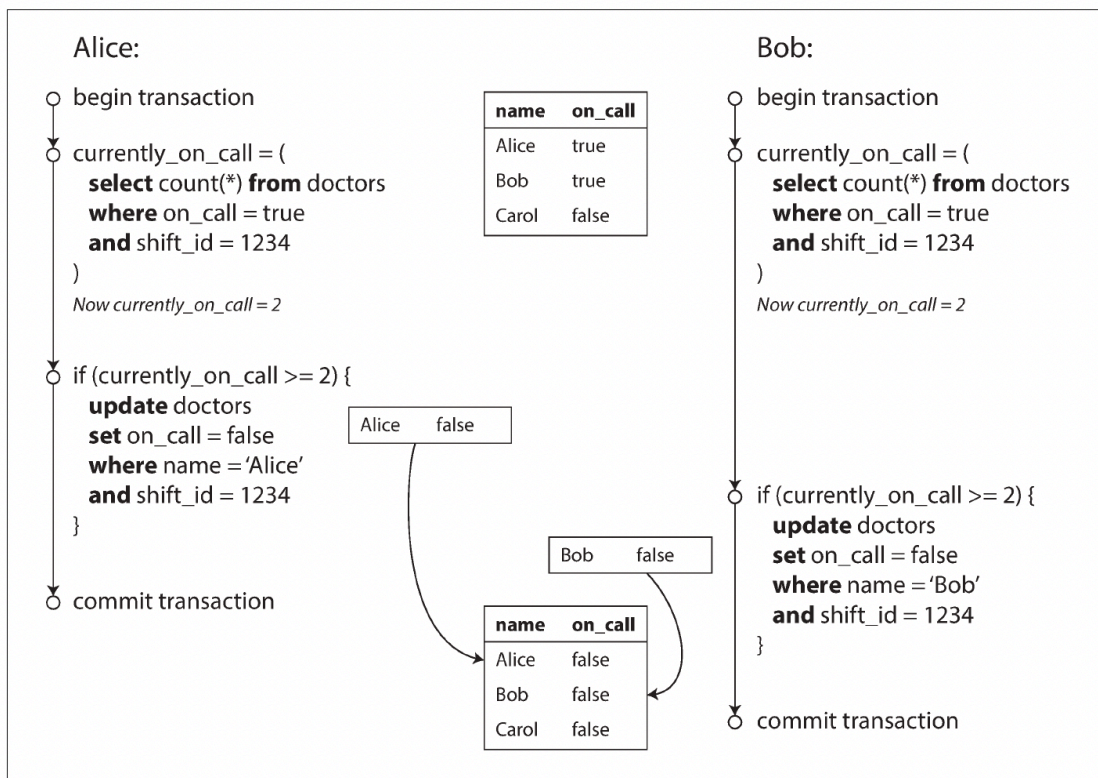 Alice:
begin transaction
currently_on_call = (
select count(*) from doctors
where on_call = true
and shift_id = 1234
)
Now currently_on_call = 2
if (currently_on_call >= 2) {
update doctors
set on_call = false
where name = ‘Alice’
and shift_id = 1234
}
commit transaction
name on_call
Alice true
Bob true
Carol false
Alice false
Bob false
name on_call
Alice false
Bob false
Carol false
Bob:
begin transaction
currently_on_call = (
select count(*) from doctors
where on_call = true
and shift_id = 1234
)
Now currently_on_call = 2
if (currently_on_call >= 2) {
update doctors
set on_call = false
where name = ‘Bob’
and shift_id = 1234
}
commit transaction